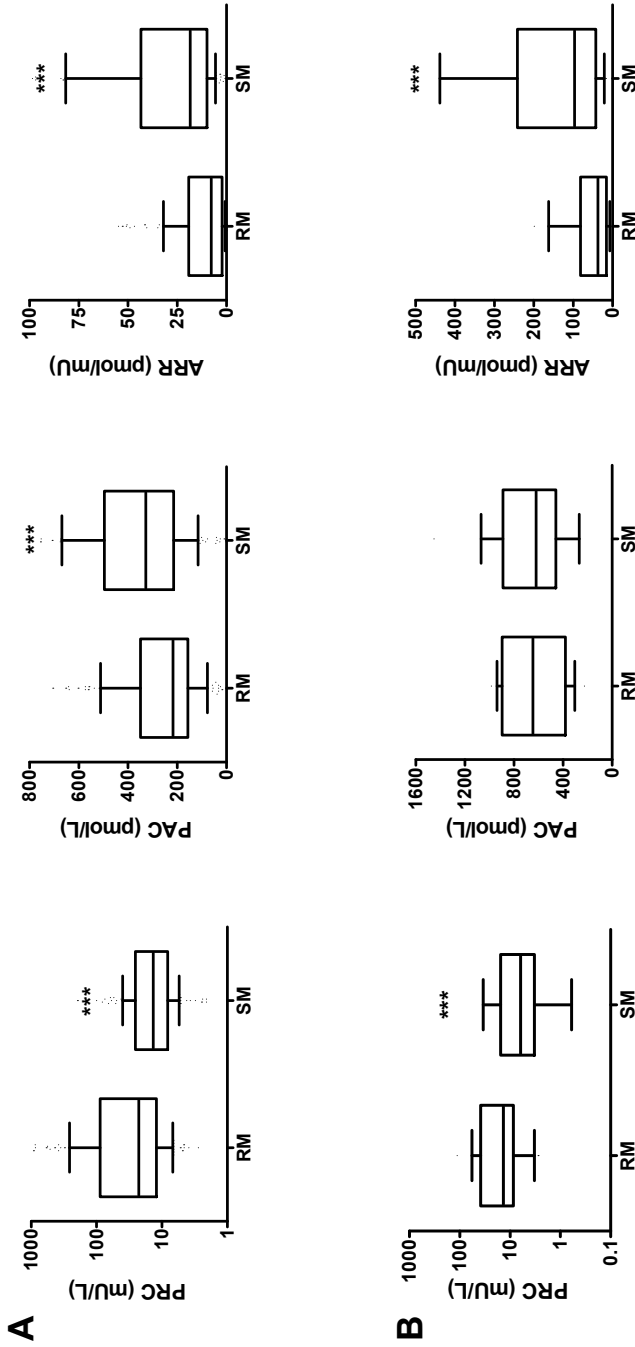 A
PRC (mU/L)
1000
100
10
1
***
RM SM
PAC (pmol/L)
800
600
400
200
0
***
RM SM
ARR (pmol/mU)
100
75
50
25
0
***
RM SM
B
PRC (mU/L)
1000
100
10
1
0.1
***
RM SM
PAC (pmol/L)
1600
1200
800
400
0
RM SM
ARR (pmol/mU)
500
400
300
200
100
0
***
RM SM